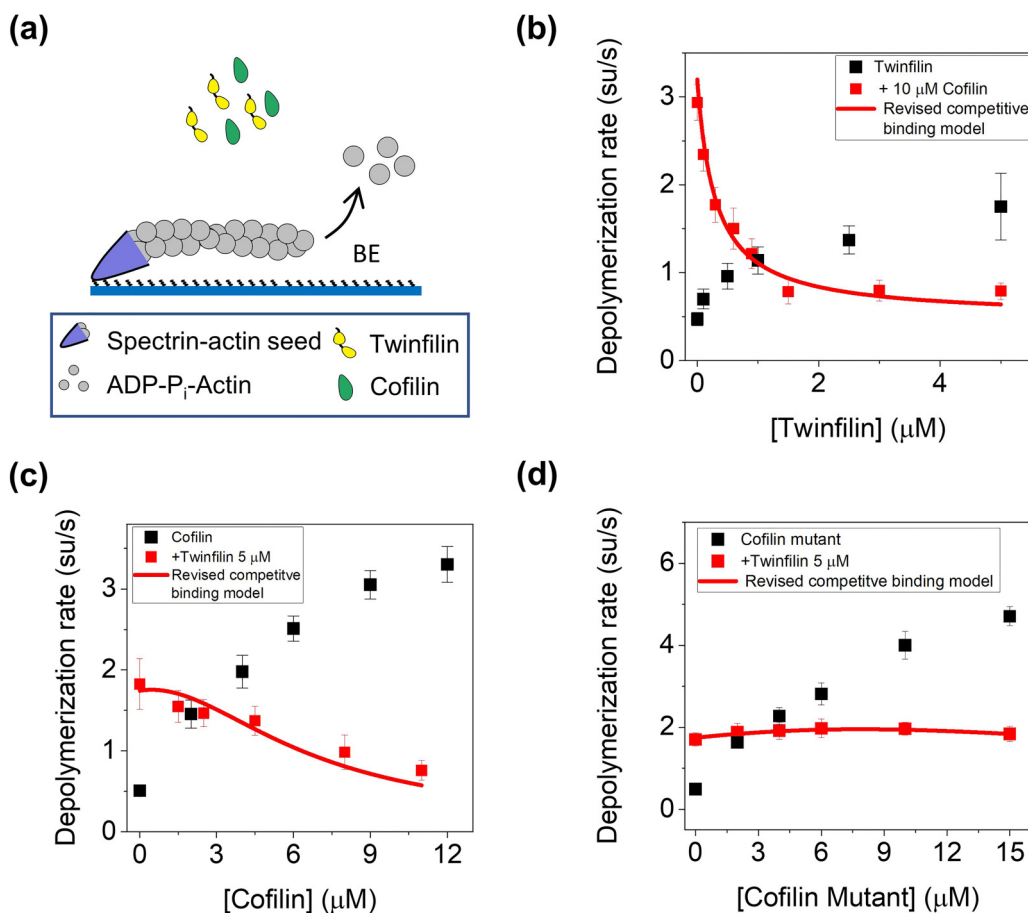 (a)
BE
Spectrin-actin seed
Twinfilin
ADP-Pi-Actin
Cofilin
(b)
Depolymerization rate (su/s)
3
2
1
0
Twinfilin
+ 10 μM Cofilin
Revised competitive
binding model
0
2
4
[Twinfilin] (μM)
(c)
Depolymerization rate (su/s)
3
2
1
0
Cofilin
+Twinfilin 5 μM
Revised competitive
binding model
0
3
6
9
12
[Cofilin] (μM)
(d)
Depolymerization rate (su/s)
6
4
2
0
Cofilin mutant
+Twinfilin 5 μM
Revised competitive binding model
0
3
6
9
12
15
[Cofilin Mutant] (μM)